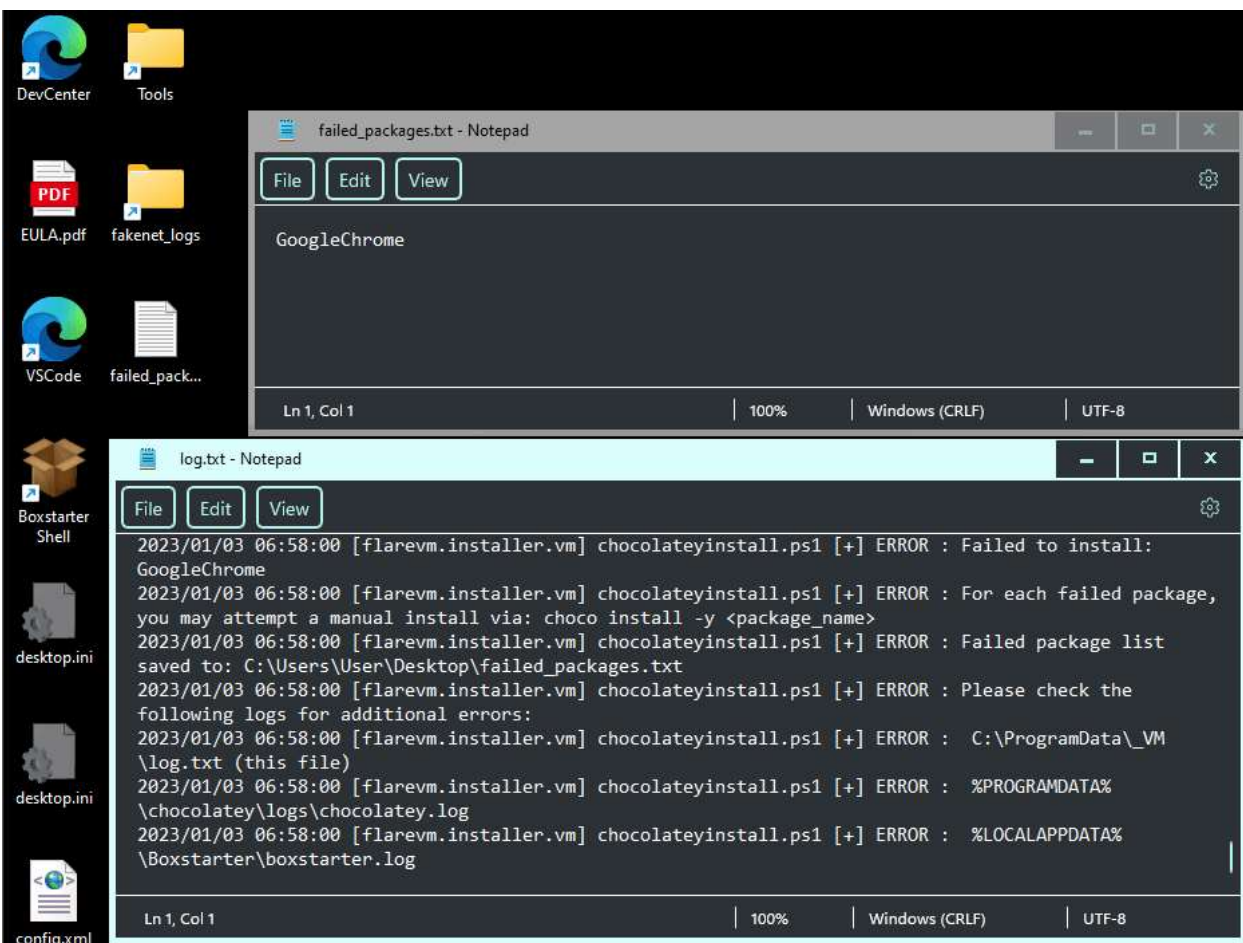 DevCenter
Tools
failed_packages.txt - Notepad
File Edit View
GoogleChrome
Ln 1, Col 1 100% Windows (CRLF) UTF-8
PDF
EULA.pdf
fakenet_logs
VSCode
failed_pack...
Boxstarter
Shell
desktop.ini
desktop.ini
config.xml
log.txt - Notepad
File Edit View
2023/01/03 06:58:00 [flarevm.installer.vm] chocolateyinstall.ps1 [+] ERROR : Failed to install:
GoogleChrome
2023/01/03 06:58:00 [flarevm.installer.vm] chocolateyinstall.ps1 [+] ERROR : For each failed package,
you may attempt a manual install via: choco install -y <package_name>
2023/01/03 06:58:00 [flarevm.installer.vm] chocolateyinstall.ps1 [+] ERROR : Failed package list
saved to: C:\Users\User\Desktop\failed_packages.txt
2023/01/03 06:58:00 [flarevm.installer.vm] chocolateyinstall.ps1 [+] ERROR : Please check the
following logs for additional errors:
2023/01/03 06:58:00 [flarevm.installer.vm] chocolateyinstall.ps1 [+] ERROR :  C:\ProgramData\_VM
\log.txt (this file)
2023/01/03 06:58:00 [flarevm.installer.vm] chocolateyinstall.ps1 [+] ERROR :  %PROGRAMDATA%
\chocolatey\logs\chocolatey.log
2023/01/03 06:58:00 [flarevm.installer.vm] chocolateyinstall.ps1 [+] ERROR :  %LOCALAPPDATA%
\Boxstarter\boxstarter.log
Ln 1, Col 1 100% Windows (CRLF) UTF-8